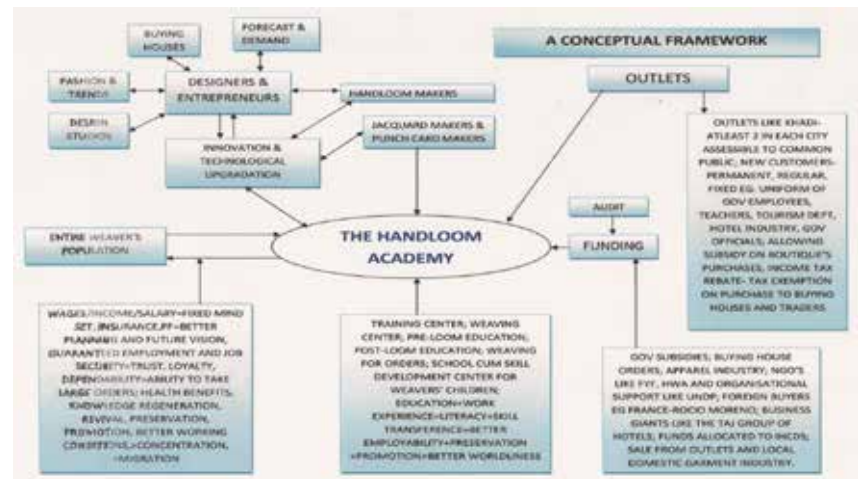 A CONCEPTUAL FRAMEWORK
BUYING
HOUSES
FORECAST &
DEMAND
FASHION &
TRENDS
DESIGNERS &
ENTREPRENEURS
DESIGN
STUDIOS
HANDLOOM MAKERS
JACQUARD MAKERS &
PUNCH CARD MAKERS
INNOVATION &
TECHNOLOGICAL
UPGRADATION
OUTLETS
OUTLETS LIKE KHADI-
ATLEAST 2 IN EACH CITY
ASSESSIBLE TO COMMON
PUBLIC; NEW CUSTOMERS-
PERMANENT, REGULAR,
FIXED EG. UNIFORM OF
GOV EMPLOYEES,
TEACHERS, TOURISM DEPT,
HOTEL INDUSTRY, GOV
OFFICIALS; ALLOWING
SUBSIDY ON BOUTIQUE'S
PURCHASES, INCOME TAX
REBATE- TAX EXEMPTION
ON PURCHASE TO BUYING
HOUSES AND TRADERS
AUDIT
FUNDING
ENTIRE WEAVER'S
POPULATION
THE HANDLOOM
ACADEMY
WAGES/INCOME/SALARY=FIXED MIND
SET, INSURANCE,PF=BETTER
PLANNING AND FUTURE VISION,
GUARANTEED EMPLOYMENT AND JOB
SECURITY=TRUST, LOYALTY,
DEPENDABILITY=ABILITY TO TAKE
LARGE ORDERS; HEALTH BENEFITS,
KNOWLEDGE REGENERATION,
REVIVAL, PRESERVATION,
PROMOTION, BETTER WORKING
CONDITIONS,>CONCENTRATION,
=MIGRATION
TRAINING CENTER; WEAVING
CENTER; PRE-LOOM EDUCATION;
POST-LOOM EDUCATION; WEAVING
FOR ORDERS; SCHOOL CUM SKILL
DEVELOPMENT CENTER FOR
WEAVERS' CHILDREN;
EDUCATION+WORK
EXPERIENCE=LITERACY+SKILL
TRANSFERENCE=BETTER
EMPLOYABILITY+PRESERVATION
+PROMOTION=BETTER WORLDLINESS
GOV SUBSIDIES; BUYING HOUSE
ORDERS; APPAREL INDUSTRY; NGO'S
LIKE FYF, HWA AND ORGANISATIONAL
SUPPORT LIKE UNDP; FOREIGN BUYERS
EG FRANCE-ROCIO MORENO; BUSINESS
GIANTS LIKE THE TAJ GROUP OF
HOTELS; FUNDS ALLOCATED TO IHCDS;
SALE FROM OUTLETS AND LOCAL
DOMESTIC GARMENT INDUSTRY.